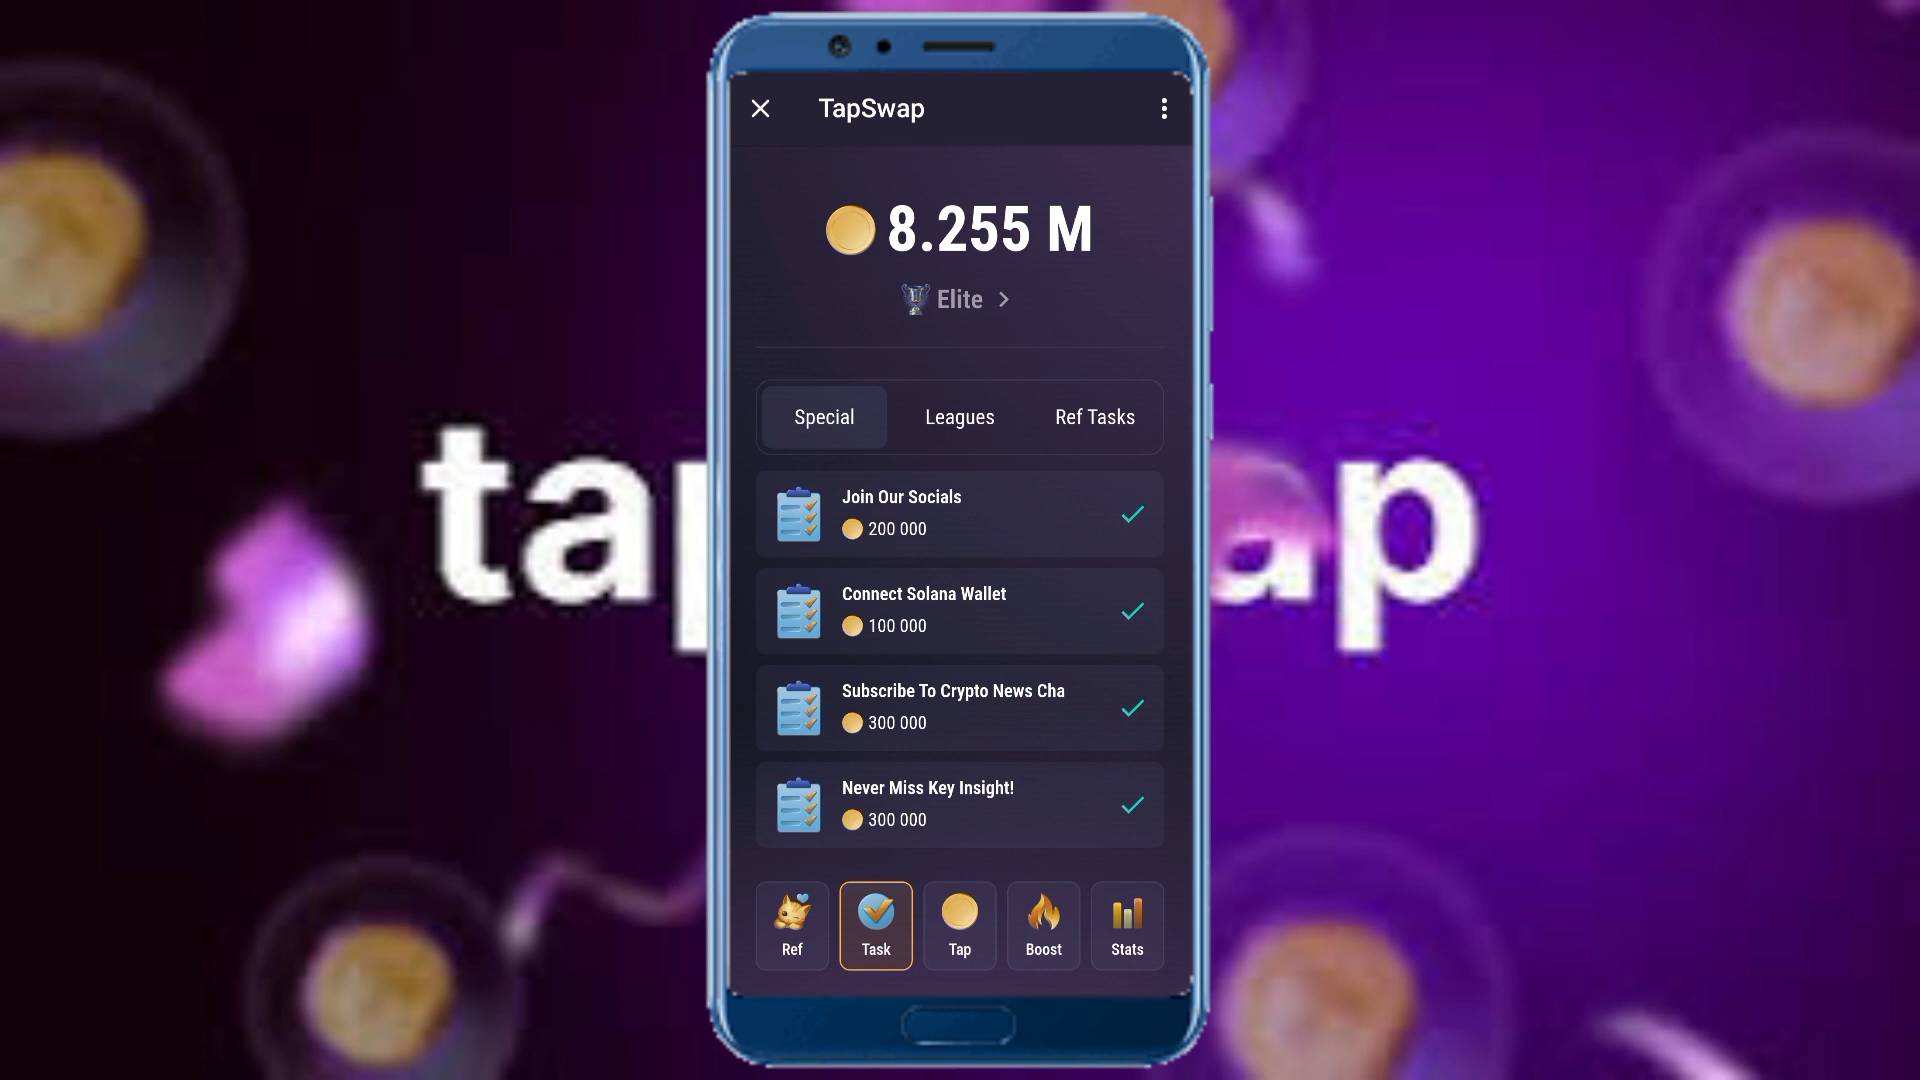 TapSwap
8.255 M
Elite
Special
Leagues
Ref Tasks
Join Our Socials
200 000
Connect Solana Wallet
100 000
Subscribe To Crypto News Cha
300 000
Never Miss Key Insight!
300 000
Ref
Task
Tap
Boost
Stats
tap
ap